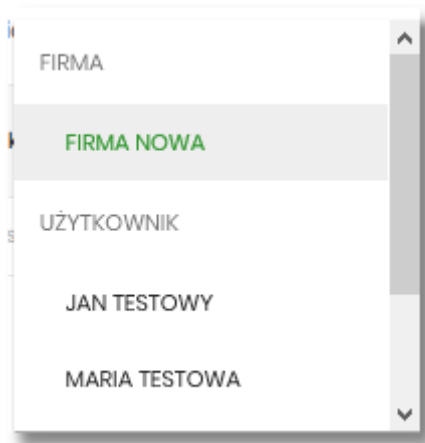 FIRMA
FIRMA NOWA
UŻYTKOWNIK
JAN TESTOWY
MARIA TESTOWA